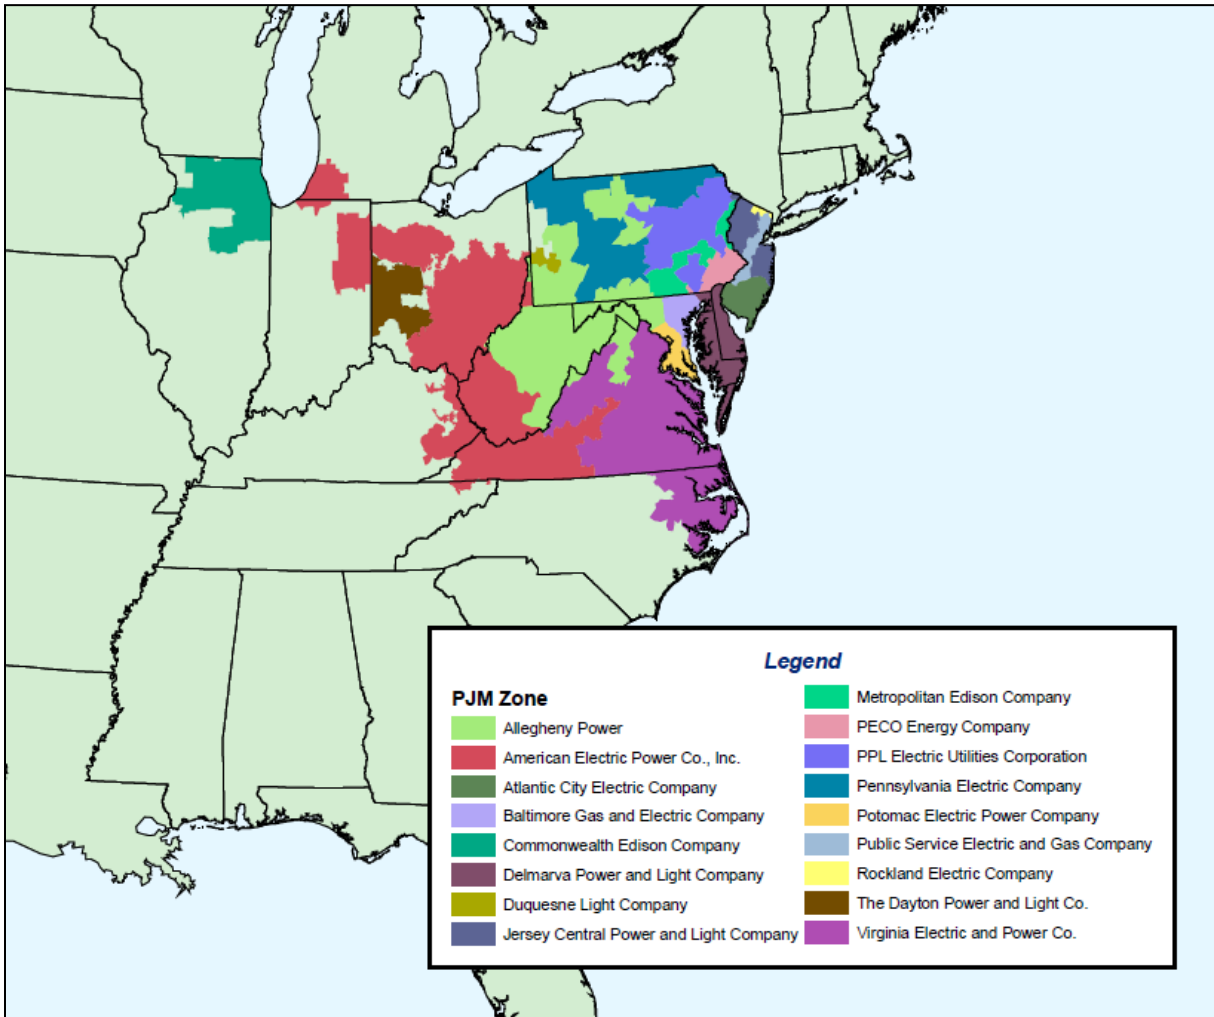 Legend
PJM Zone
Allegheny Power
American Electric Power Co., Inc.
Atlantic City Electric Company
Baltimore Gas and Electric Company
Commonwealth Edison Company
Delmarva Power and Light Company
Duquesne Light Company
Jersey Central Power and Light Company
Metropolitan Edison Company
PECO Energy Company
PPL Electric Utilities Corporation
Pennsylvania Electric Company
Potomac Electric Power Company
Public Service Electric and Gas Company
Rockland Electric Company
The Dayton Power and Light Co.
Virginia Electric and Power Co.